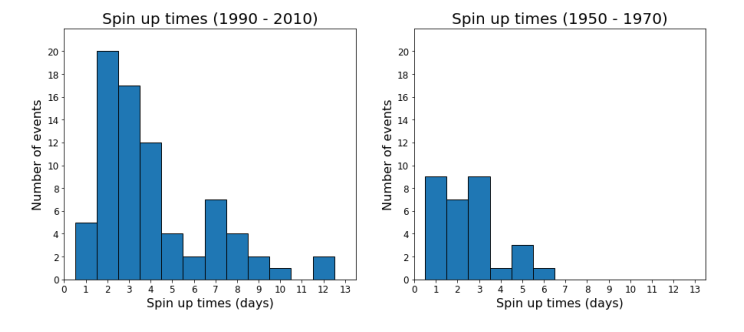 Spin up times (1990 - 2010)
Number of events
20
18
16
14
12
10
8
6
4
2
0
0 1 2 3 4 5 6 7 8 9 10 11 12 13
Spin up times (days)
Spin up times (1950 - 1970)
Number of events
20
18
16
14
12
10
8
6
4
2
0
0 1 2 3 4 5 6 7 8 9 10 11 12 13
Spin up times (days)